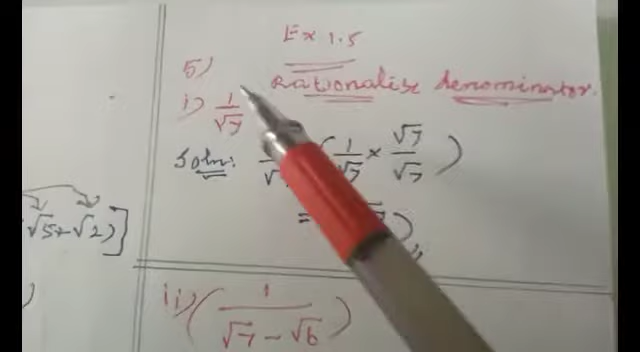 Ex 1.5
5) Rationalise denominator.
i) 1/√7
Soln: (1/√7 × √7/√7)
=
√5+√2)]
ii) (1/(√7 - √6))